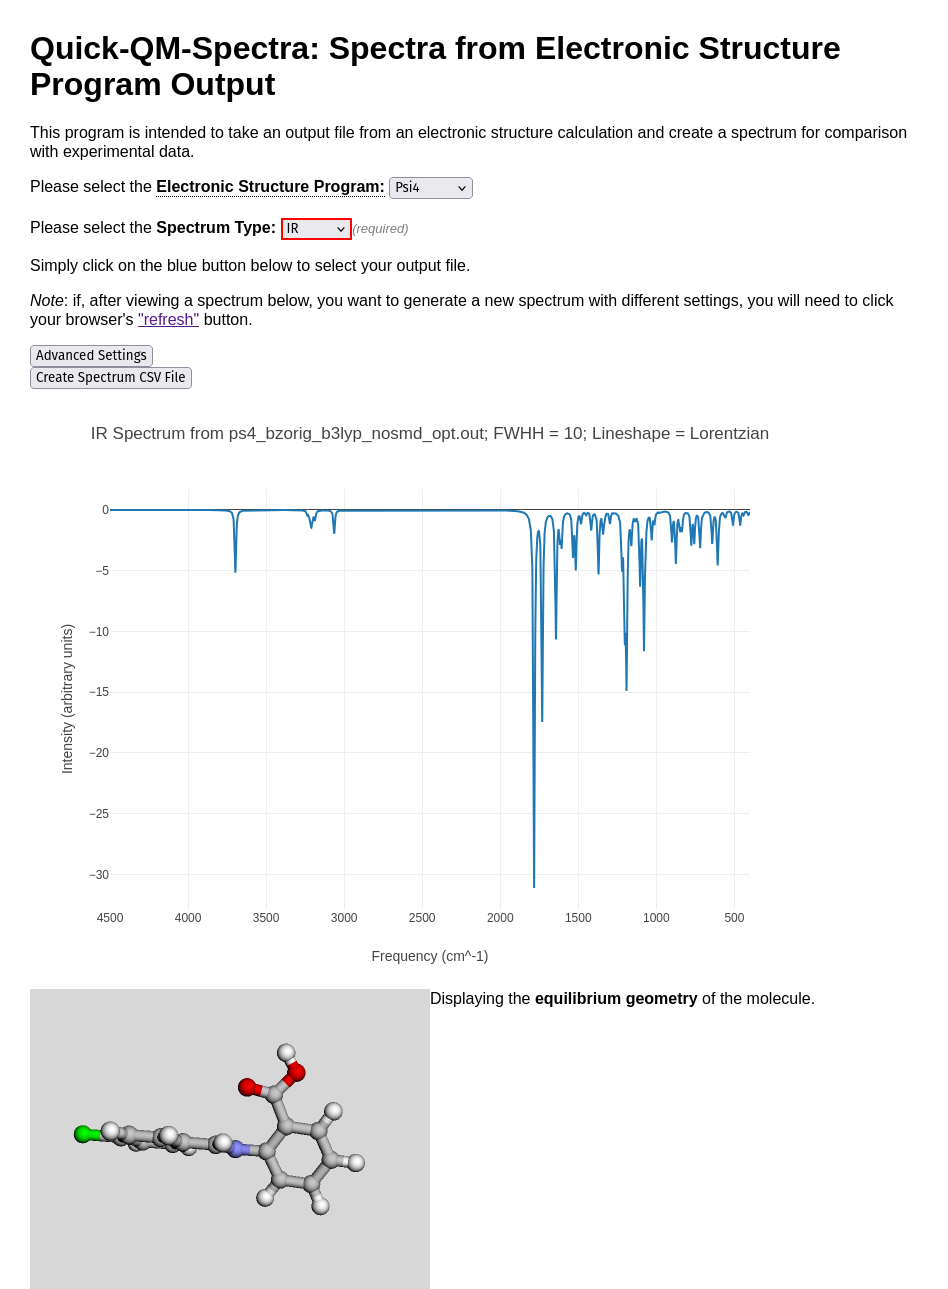 Quick-QM-Spectra: Spectra from Electronic Structure
Program Output
This program is intended to take an output file from an electronic structure calculation and create a spectrum for comparison
with experimental data.
Please select the Electronic Structure Program: Psi4
Please select the Spectrum Type: IR (required)
Simply click on the blue button below to select your output file.
Note: if, after viewing a spectrum below, you want to generate a new spectrum with different settings, you will need to click
your browser's "refresh" button.
Advanced Settings
Create Spectrum CSV File
IR Spectrum from ps4_bzorig_b3lyp_nosmd_opt.out; FWHH = 10; Lineshape = Lorentzian
0
−5
−10
−15
−20
−25
−30
Intensity (arbitrary units)
4500 4000 3500 3000 2500 2000 1500 1000 500
Frequency (cm^-1)
Displaying the equilibrium geometry of the molecule.